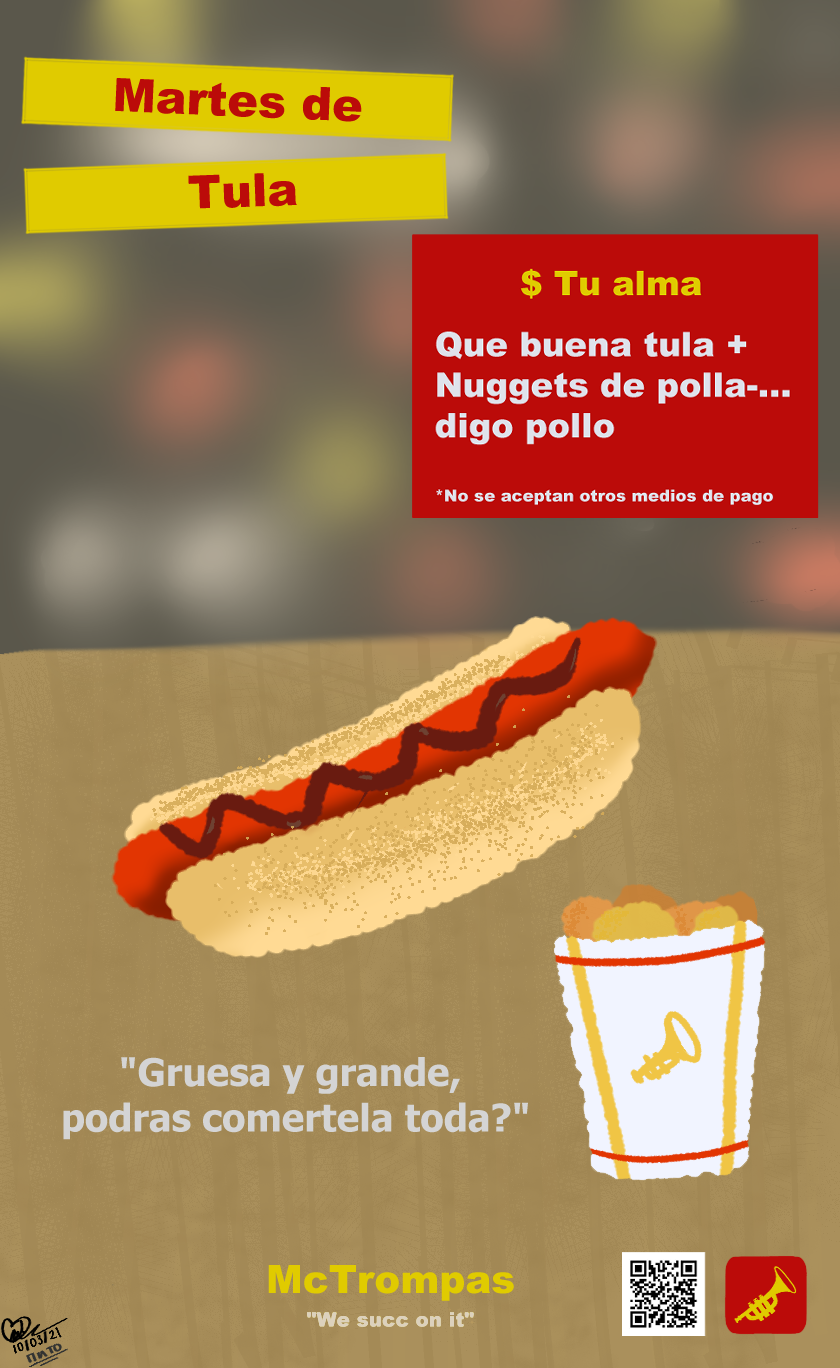 Martes de
Tula
$ Tu alma
Que buena tula +
Nuggets de polla-...
digo pollo
*No se aceptan otros medios de pago
"Gruesa y grande,
podras comertela toda?"
McTrompas
"We succ on it"
10/03/21